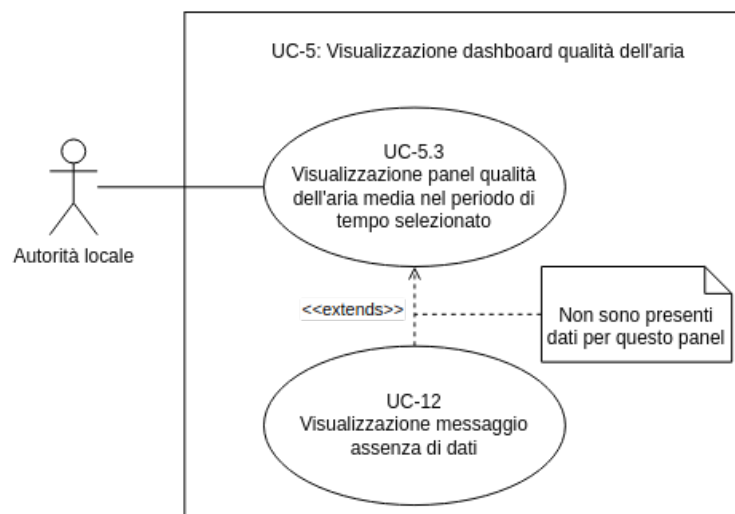 UC-5: Visualizzazione dashboard qualità dell'aria
UC-5.3
Visualizzazione panel qualità
dell'aria media nel periodo di
tempo selezionato
Autorità locale
<<extends>>
Non sono presenti
dati per questo panel
UC-12
Visualizzazione messaggio
assenza di dati